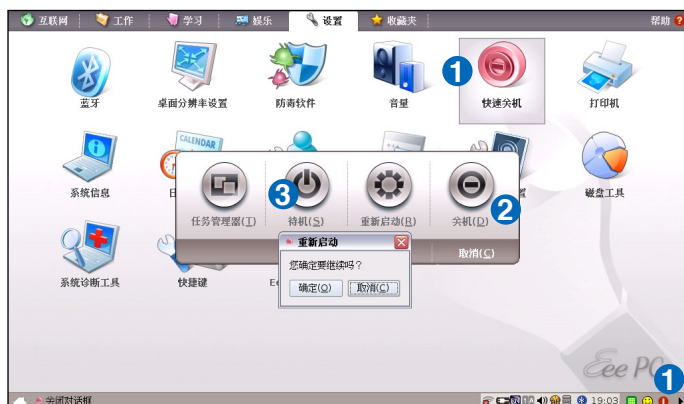 互联网 工作 学习 娱乐 设置 收藏夹 帮助
蓝牙 桌面分辨率设置 防毒软件 音量 1 快速关机 打印机
CALENDAR
系统信息 磁盘工具
任务管理器(T) 3 待机(S) 重新启动(R) 关机(D) 2
取消(C)
重新启动
您确定要继续吗？
确定(O) 取消(C)
系统诊断工具 快捷键
Eee PC
1
关闭对话框 19:03